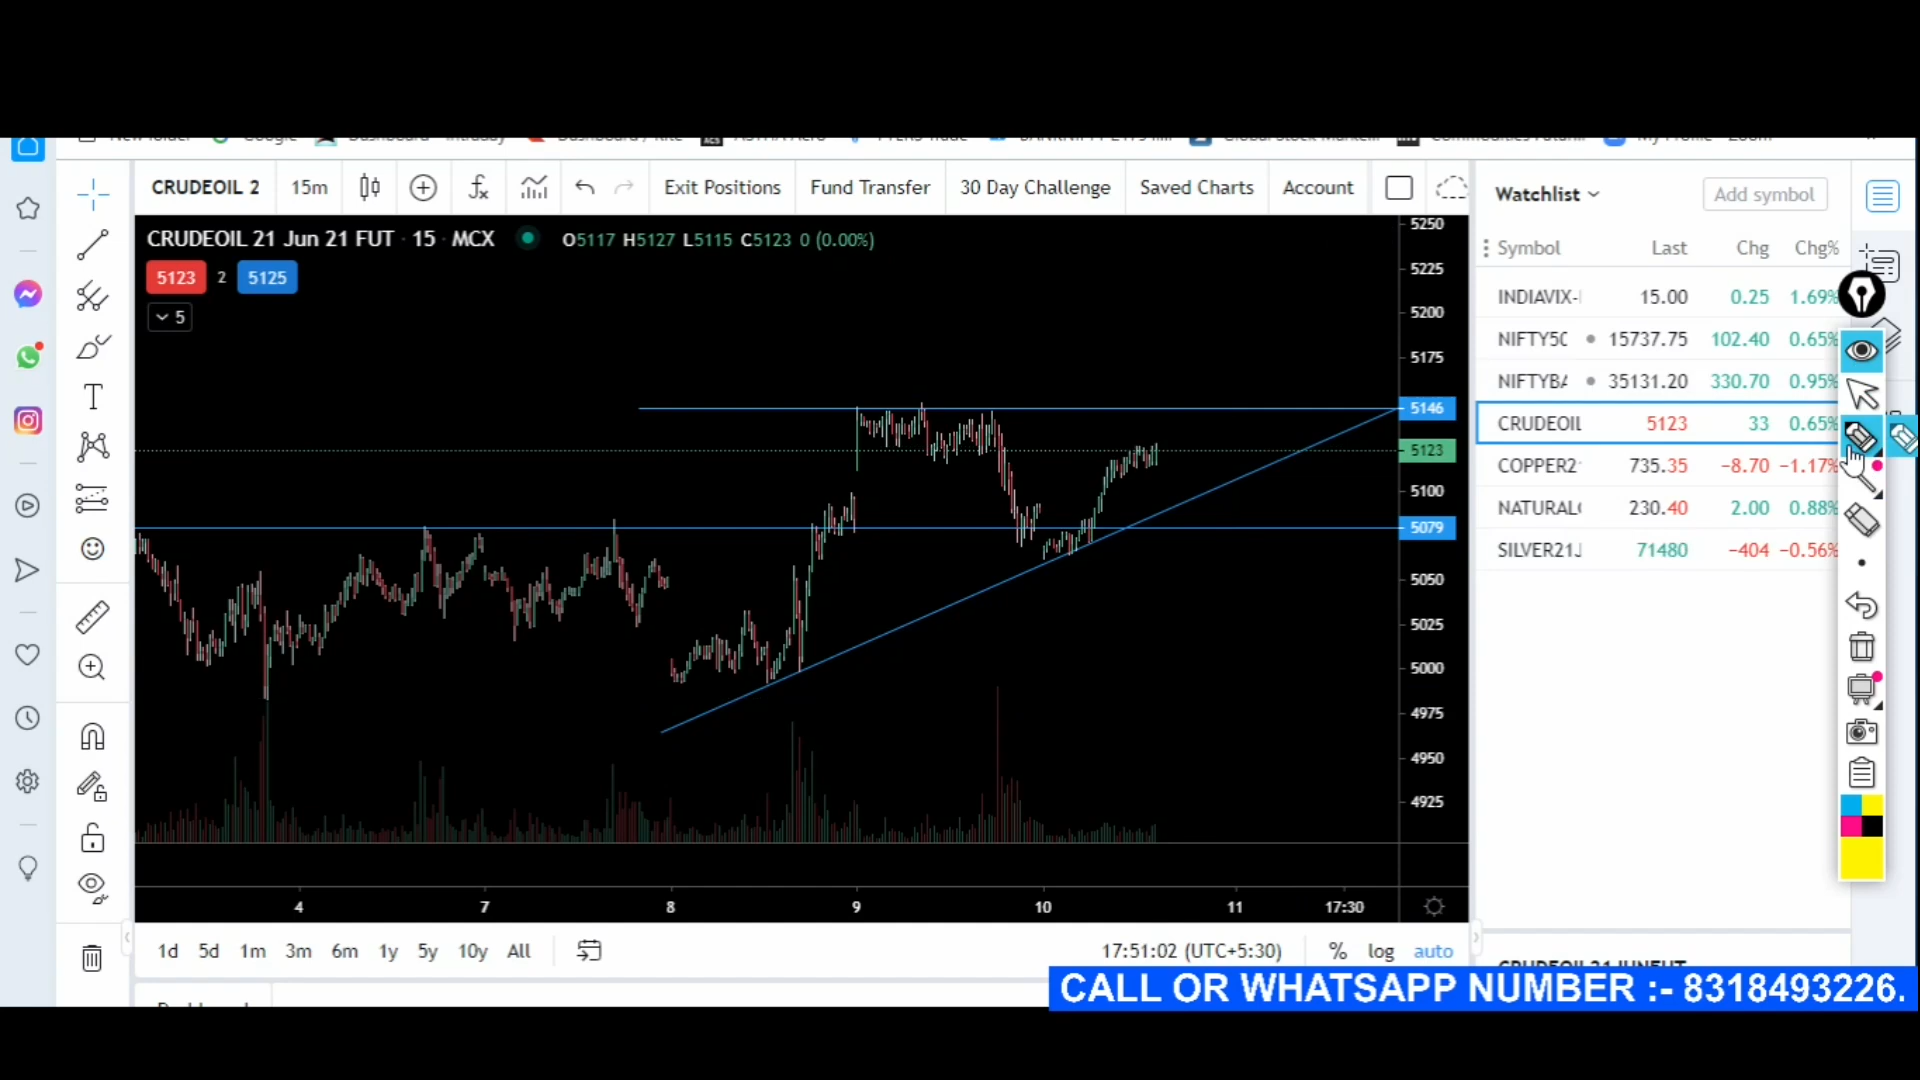 CRUDEOIL 2 15m Exit Positions Fund Transfer 30 Day Challenge Saved Charts Account
Watchlist Add symbol
CRUDEOIL 21 Jun 21 FUT · 15 · MCX O5117 H5127 L5115 C5123 0 (0.00%)
5123 2 5125
5
Symbol Last Chg Chg%
INDIAVIX- 15.00 0.25 1.69%
NIFTY50 15737.75 102.40 0.65%
NIFTYBA 35131.20 330.70 0.95%
CRUDEOIL 5123 33 0.65%
COPPER2 735.35 −8.70 −1.17%
NATURAL 230.40 2.00 0.88%
SILVER21J 71480 −404 −0.56%
5250
5225
5200
5175
5146
5123
5100
5079
5050
5025
5000
4975
4950
4925
4 7 8 9 10 11 17:30
1d 5d 1m 3m 6m 1y 5y 10y All 17:51:02 (UTC+5:30) % log auto
CALL OR WHATSAPP NUMBER :- 8318493226.